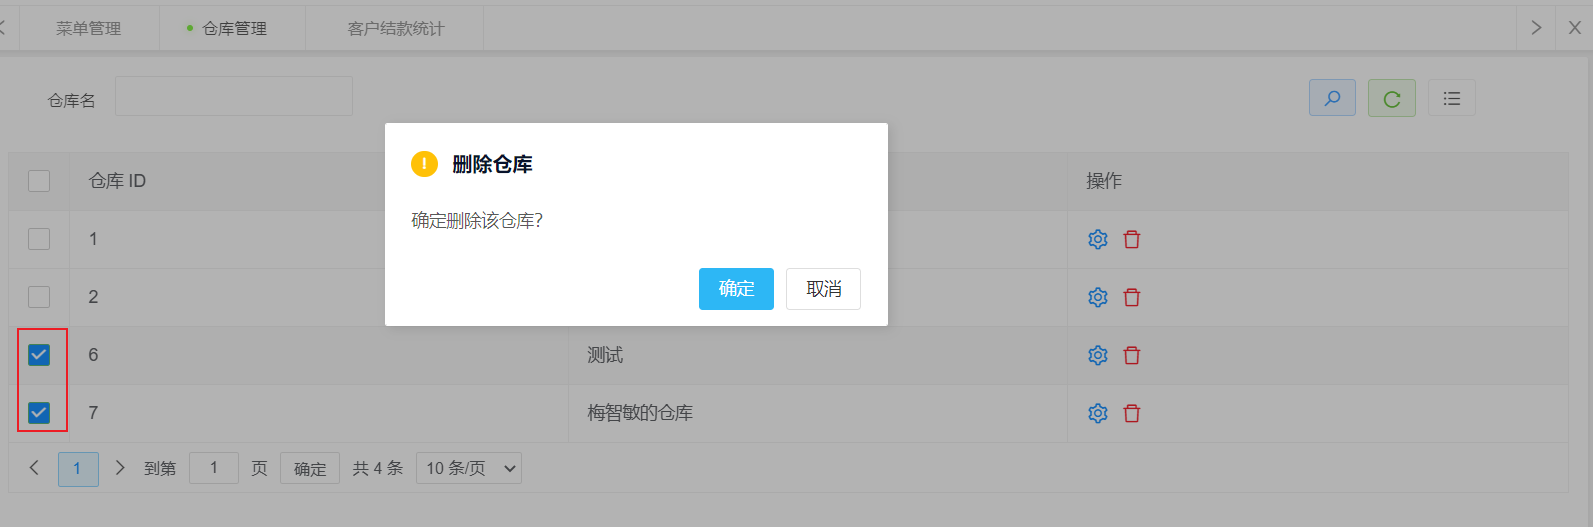 菜单管理 仓库管理 客户结款统计
仓库名
删除仓库
确定删除该仓库?
确定 取消
仓库 ID 操作
1
2
6 测试
7 梅智敏的仓库
1 到第 1 页 确定 共 4 条 10 条/页